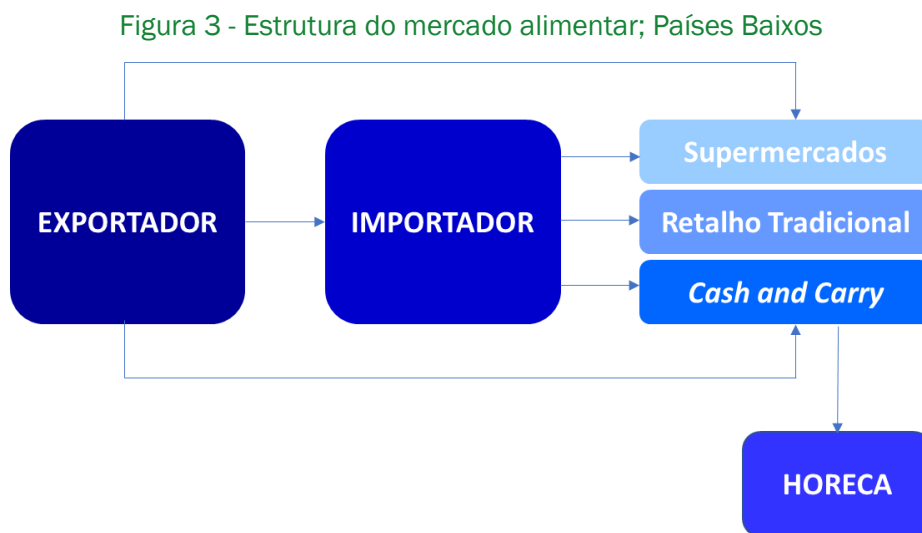 Figura 3 - Estrutura do mercado alimentar; Países Baixos
EXPORTADOR
IMPORTADOR
Supermercados
Retalho Tradicional
Cash and Carry
HORECA